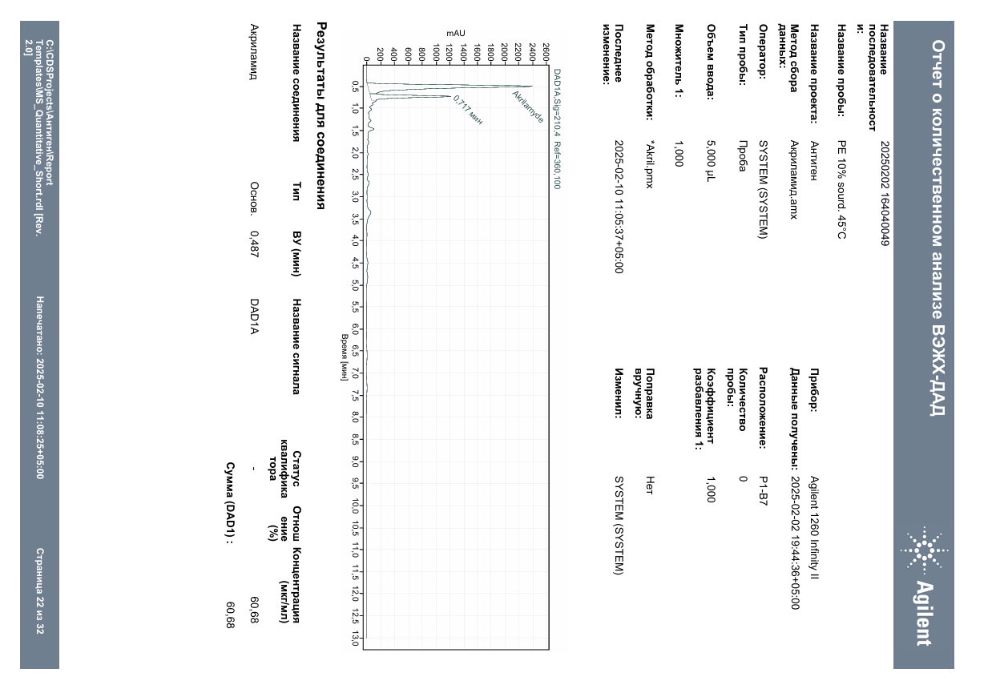 Отчет о количественном анализе ВЭЖХ-ДАД
Agilent
Название
последовательност
и:
20250202 164040049
Название пробы:
PE 10% sourd. 45°C
Название проекта:
Антиген
Прибор:
Agilent 1260 Infinity II
Метод сбора
данных:
Акриламид.amx
Данные получены:
2025-02-02 19:44:36+05:00
Оператор:
SYSTEM (SYSTEM)
Расположение:
P1-B7
Тип пробы:
Проба
Количество
пробы:
0
Объем ввода:
5,000 µL
Коэффициент
разбавления 1:
1,000
Множитель 1:
1,000
Метод обработки:
*Akril.pmx
Поправка
вручную:
Нет
Последнее
изменение:
2025-02-10 11:05:37+05:00
Изменил:
SYSTEM (SYSTEM)
DAD1A,Sig=210,4 Ref=360,100
mAU
2600
2400
2200
2000
1800
1600
1400
1200
1000
800
600
400
200
0
Akrilamyde
0,717 мин
0,5 1,0 1,5 2,0 2,5 3,0 3,5 4,0 4,5 5,0 5,5 6,0 6,5 7,0 7,5 8,0 8,5 9,0 9,5 10,0 10,5 11,0 11,5 12,0 12,5 13,0
Время [мин]
Результаты для соединения
Название соединения Тип ВУ (мин) Название сигнала
Статус
квалифика
тора
Отнош
ение
(%)
Концентрация
(мкг/мл)
Акриламид Основ. 0,487 DAD1A - 60,68
Сумма (DAD1) : 60,68
C:\CDSProjects\Антиген\Report
Templates\MS_Quantitative_Short.rdl [Rev.
2.0]
Напечатано: 2025-02-10 11:08:25+05:00
Страница 22 из 32